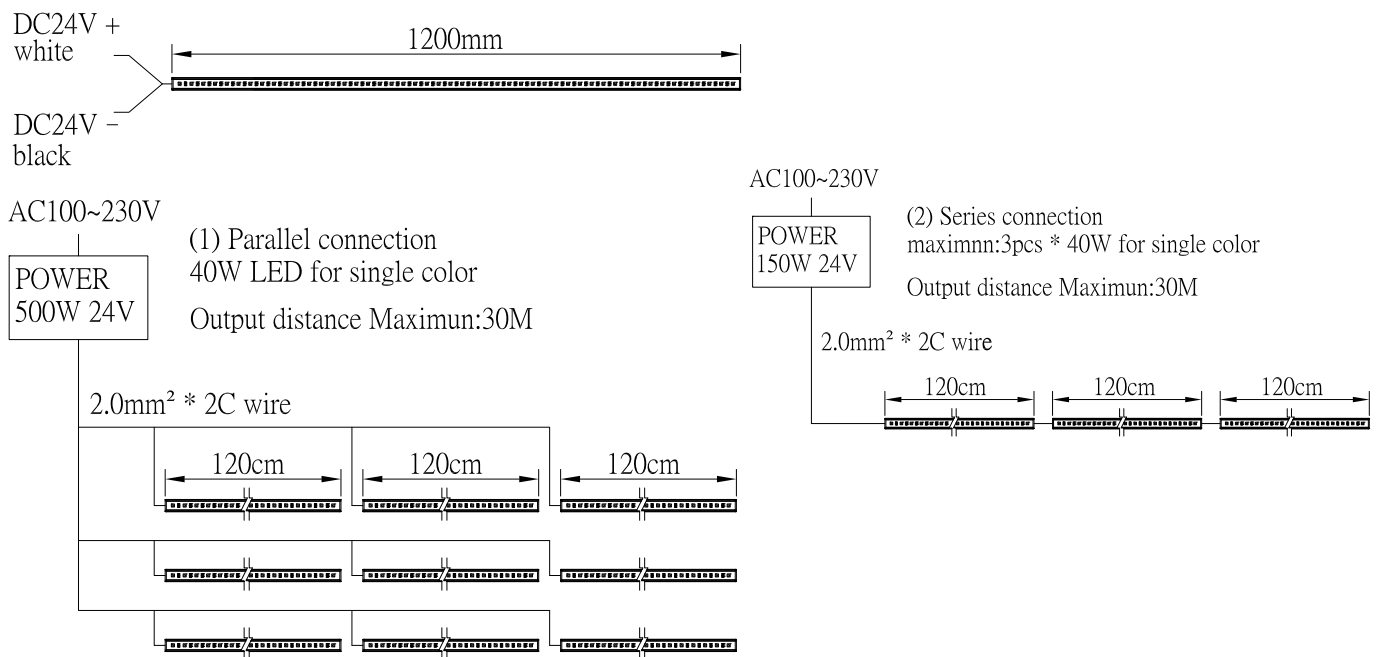 DC24V +
white
1200mm
DC24V -
black
AC100~230V
POWER
500W 24V
(1) Parallel connection
40W LED for single color
Output distance Maximun:30M
2.0mm² * 2C wire
120cm
120cm
120cm
AC100~230V
POWER
150W 24V
(2) Series connection
maximnn:3pcs * 40W for single color
Output distance Maximun:30M
2.0mm² * 2C wire
120cm
120cm
120cm